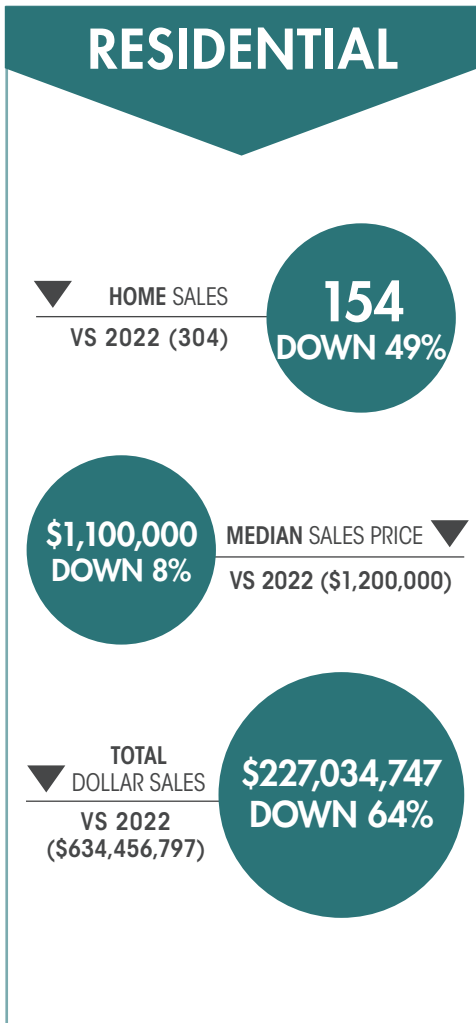 RESIDENTIAL
HOME SALES
VS 2022 (304)
154
DOWN 49%
$1,100,000
DOWN 8%
MEDIAN SALES PRICE
VS 2022 ($1,200,000)
TOTAL
DOLLAR SALES
VS 2022
($634,456,797)
$227,034,747
DOWN 64%